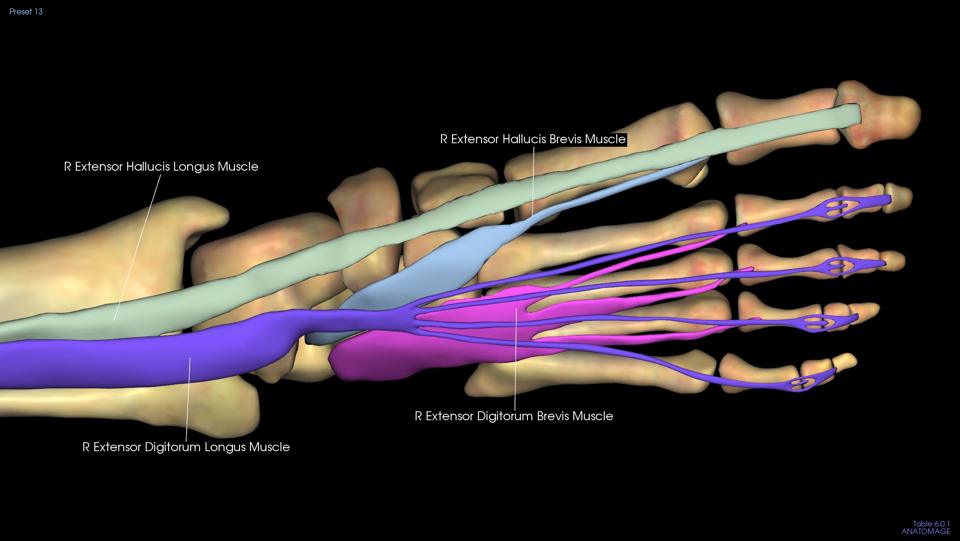 Preset 13
R Extensor Hallucis Brevis Muscle
R Extensor Hallucis Longus Muscle
R Extensor Digitorum Brevis Muscle
R Extensor Digitorum Longus Muscle
Table 6.0.1
ANATOMAGE